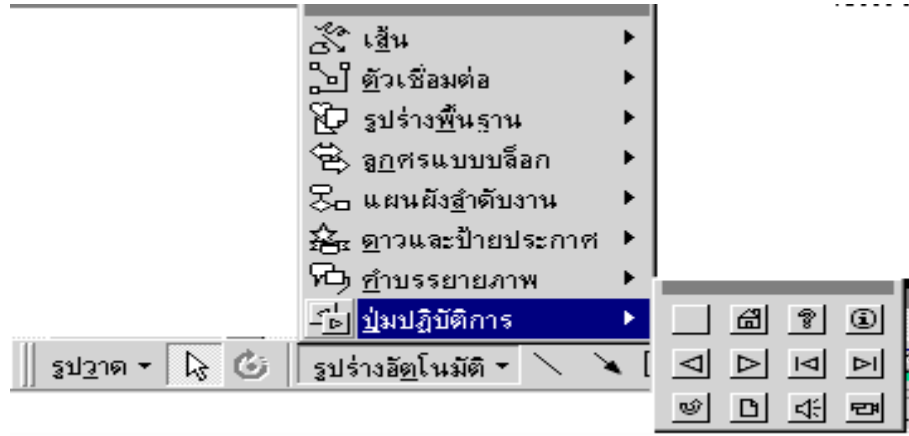 เส้น
ตัวเชื่อมต่อ
รูปร่างพื้นฐาน
ลูกศรแบบบล็อก
แผนผังลำดับงาน
ดาวและป้ายประกาศ
คำบรรยายภาพ
ปุ่มปฏิบัติการ
รูปวาด รูปร่างอัตโนมัติ